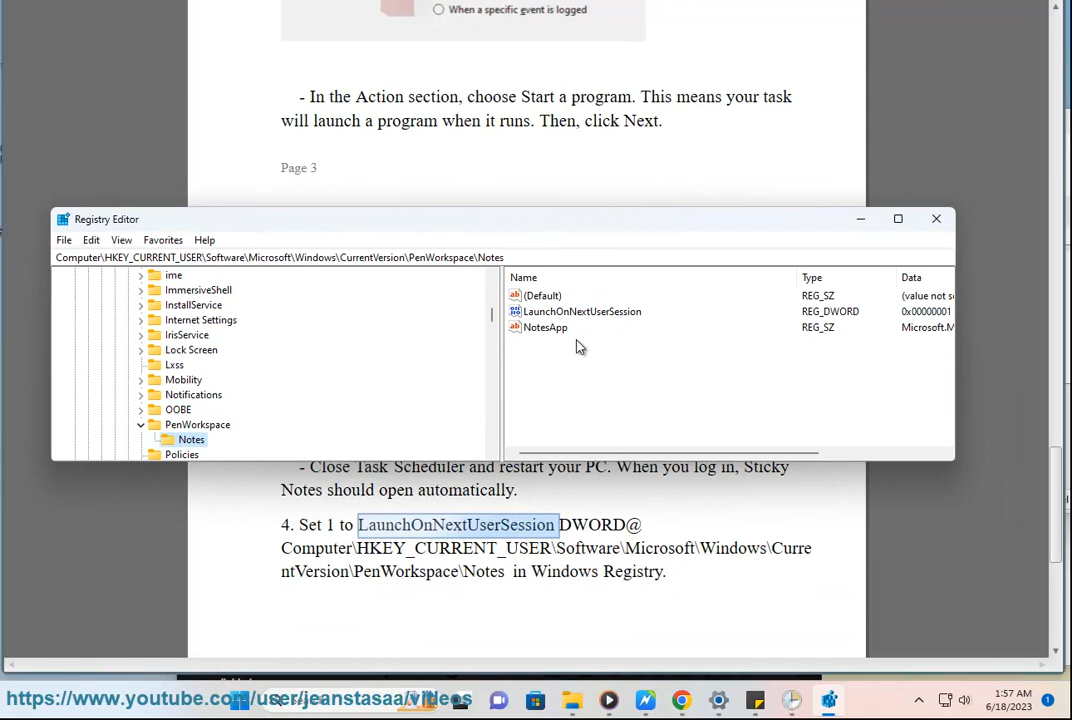 When a specific event is logged
- In the Action section, choose Start a program. This means your task
will launch a program when it runs. Then, click Next.
Page 3
Registry Editor
File Edit View Favorites Help
Computer\HKEY_CURRENT_USER\Software\Microsoft\Windows\CurrentVersion\PenWorkspace\Notes
ime
ImmersiveShell
InstallService
Internet Settings
IrisService
Lock Screen
Lxss
Mobility
Notifications
OOBE
PenWorkspace
Notes
Policies
Name Type Data
(Default) REG_SZ (value not s
LaunchOnNextUserSession REG_DWORD 0x00000001
NotesApp REG_SZ Microsoft.M
- Close Task Scheduler and restart your PC. When you log in, Sticky
Notes should open automatically.
4. Set 1 to LaunchOnNextUserSession DWORD@
Computer\HKEY_CURRENT_USER\Software\Microsoft\Windows\Curre
ntVersion\PenWorkspace\Notes in Windows Registry.
https://www.youtube.com/user/jeanstasaa/videos
1:57 AM
6/18/2023
1